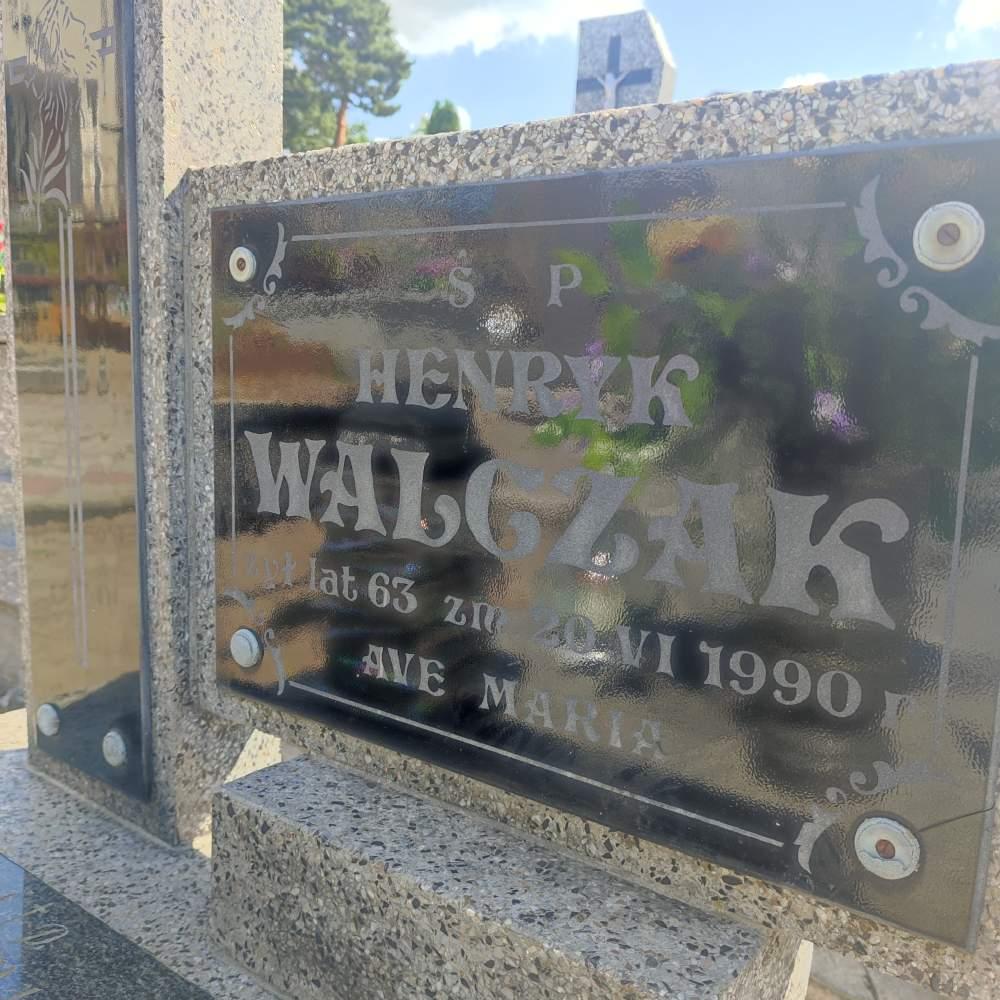 Ś P
HENRYK
WALCZAK
żył lat 63 zm 20 VI 1990 r
AVE MARIA